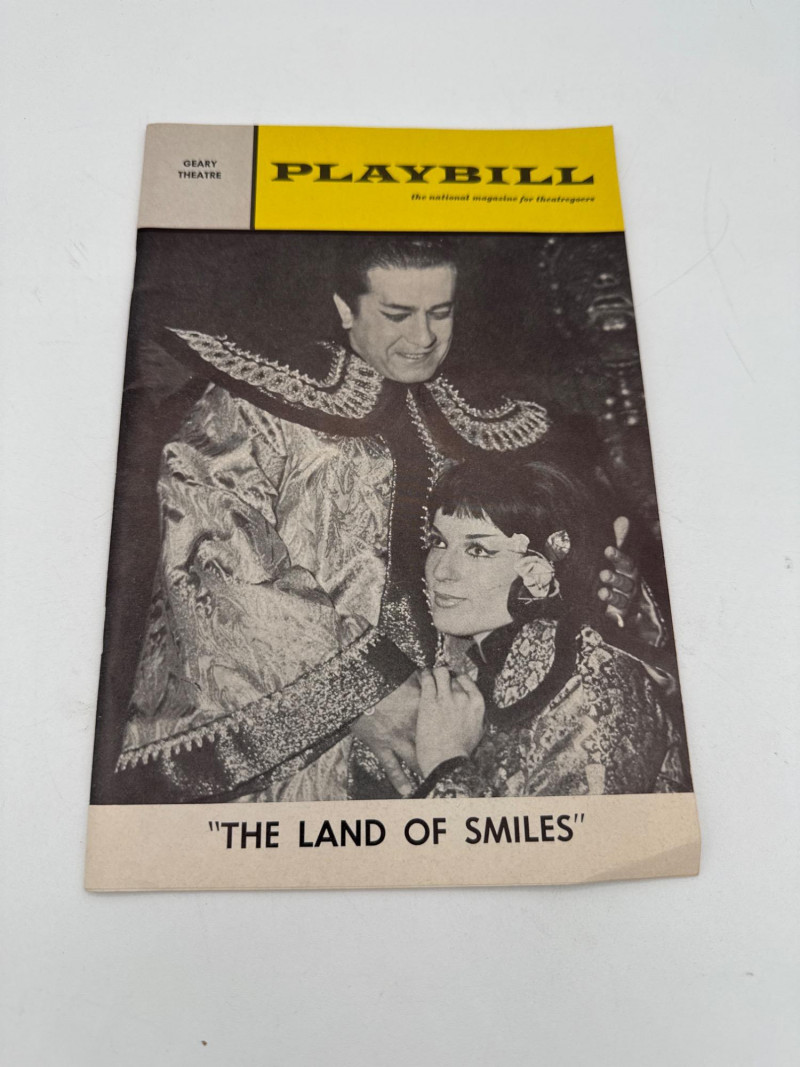 GEARY
THEATRE
PLAYBILL
the national magazine for theatregoers
"THE LAND OF SMILES"